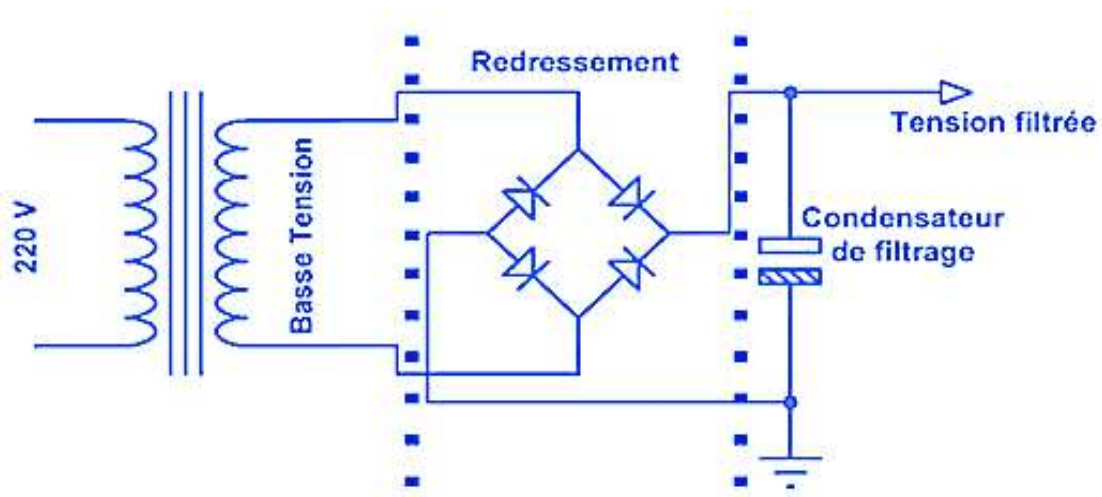 Redressement
Tension filtrée
220 V
Basse Tension
Condensateur
de filtrage